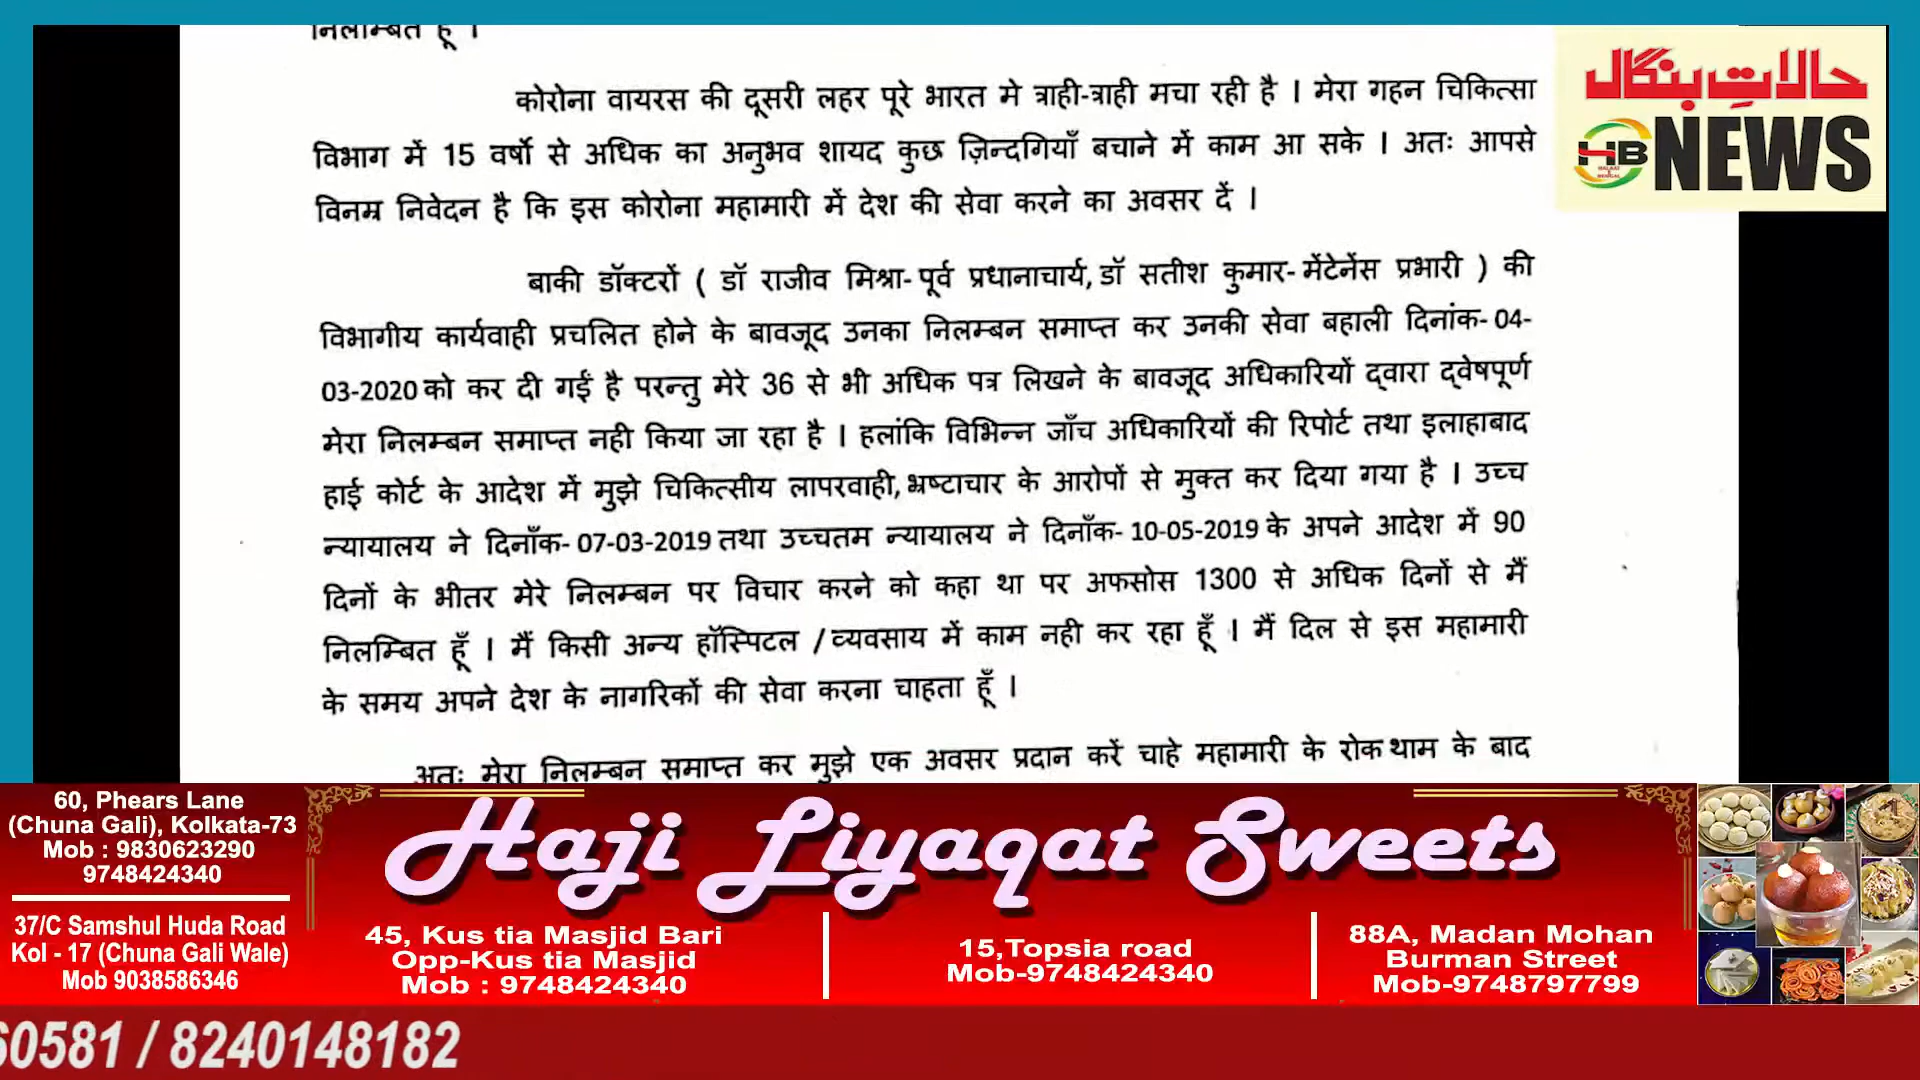 निलम्बित हूँ ।
कोरोना वायरस की दूसरी लहर पूरे भारत मे त्राही-त्राही मचा रही है । मेरा गहन चिकित्सा
विभाग में 15 वर्षो से अधिक का अनुभव शायद कुछ ज़िन्दगियाँ बचाने में काम आ सके । अतः आपसे
विनम्र निवेदन है कि इस कोरोना महामारी में देश की सेवा करने का अवसर दें ।
बाकी डॉक्टरों ( डॉ राजीव मिश्रा- पूर्व प्रधानाचार्य, डॉ सतीश कुमार- मेंटेनेंस प्रभारी ) की
विभागीय कार्यवाही प्रचलित होने के बावजूद उनका निलम्बन समाप्त कर उनकी सेवा बहाली दिनांक- 04-
03-2020 को कर दी गईं है परन्तु मेरे 36 से भी अधिक पत्र लिखने के बावजूद अधिकारियों द्वारा द्वेषपूर्ण
मेरा निलम्बन समाप्त नही किया जा रहा है । हलांकि विभिन्न जाँच अधिकारियों की रिपोर्ट तथा इलाहाबाद
हाई कोर्ट के आदेश में मुझे चिकित्सीय लापरवाही, भ्रष्टाचार के आरोपों से मुक्त कर दिया गया है । उच्च
न्यायालय ने दिनाँक- 07-03-2019 तथा उच्चतम न्यायालय ने दिनाँक- 10-05-2019 के अपने आदेश में 90
दिनों के भीतर मेरे निलम्बन पर विचार करने को कहा था पर अफसोस 1300 से अधिक दिनों से मैं
निलम्बित हूँ । मैं किसी अन्य हॉस्पिटल / व्यवसाय में काम नही कर रहा हूँ । मैं दिल से इस महामारी
के समय अपने देश के नागरिकों की सेवा करना चाहता हूँ ।
अतः मेरा निलम्बन समाप्त कर मुझे एक अवसर प्रदान करें चाहे महामारी के रोकथाम के बाद
حالاتِ بنگال
HB NEWS
60, Phears Lane
(Chuna Gali), Kolkata-73
Mob : 9830623290
9748424340
37/C Samshul Huda Road
Kol - 17 (Chuna Gali Wale)
Mob 9038586346
Haji Liyaqat Sweets
45, Kus tia Masjid Bari
Opp-Kus tia Masjid
Mob : 9748424340
15,Topsia road
Mob-9748424340
88A, Madan Mohan
Burman Street
Mob-9748797799
60581 / 8240148182